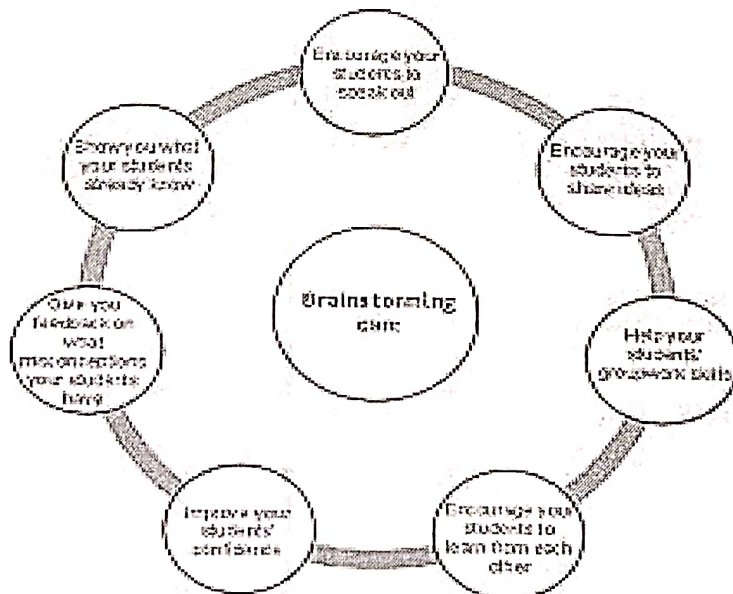 Brainstorming
can:
Encourage your
students to
speak out
Encourage your
students to
share ideas
Help your
students'
groupwork skills
Encourage your
students to
learn from each
other
Improve your
students'
confidence
Give you
feedback on
what
misconceptions
your students
have
Show you what
your students
already know